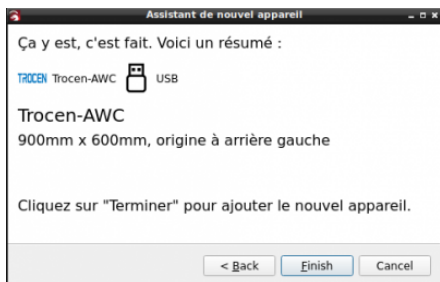 Assistant de nouvel appareil
Ça y est, c'est fait. Voici un résumé :
TROCEN Trocen-AWC USB
Trocen-AWC
900mm x 600mm, origine à arrière gauche
Cliquez sur "Terminer" pour ajouter le nouvel appareil.
< Back Finish Cancel